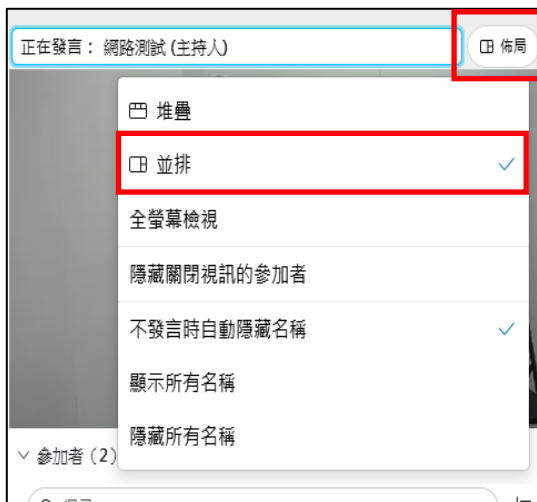 正在發言： 網路測試 (主持人)
佈局
堆疊
並排
全螢幕檢視
隱藏關閉視訊的參加者
不發言時自動隱藏名稱
顯示所有名稱
隱藏所有名稱
參加者 (2)